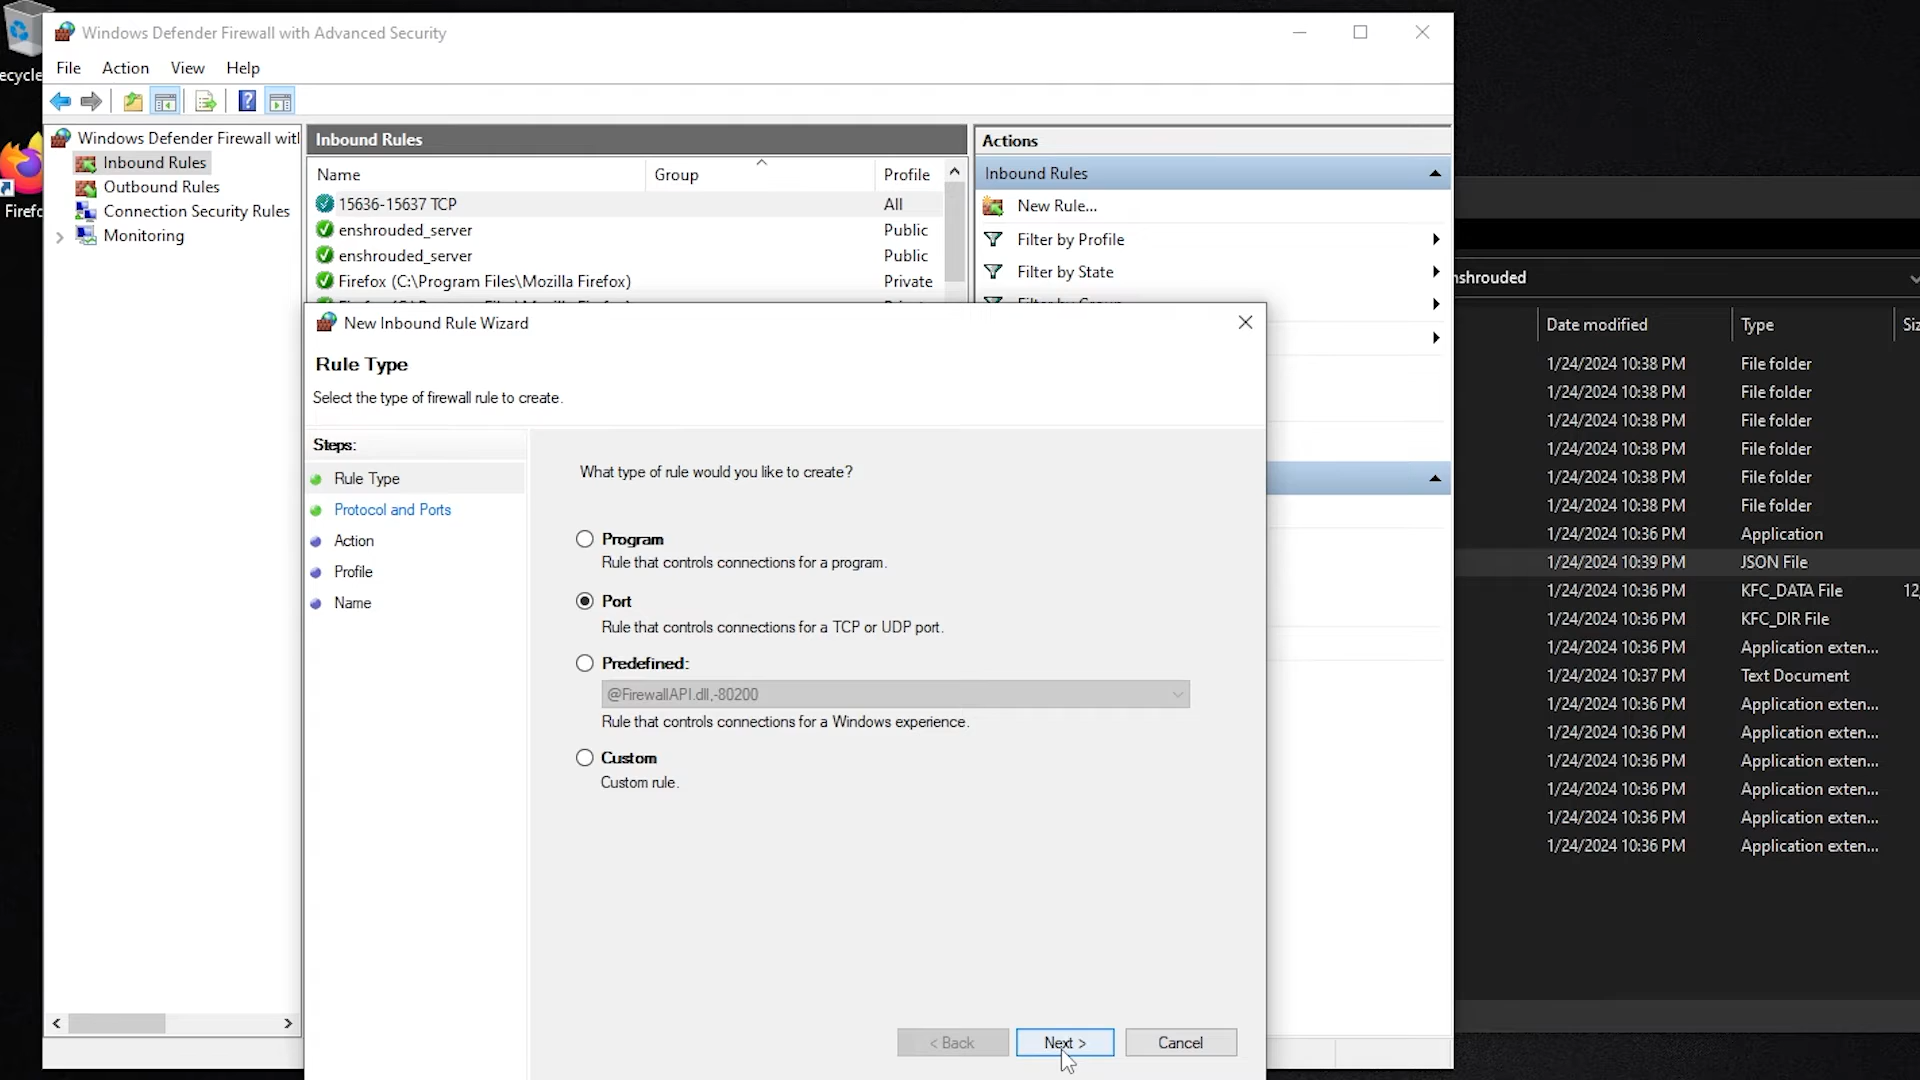 Windows Defender Firewall with Advanced Security
File Action View Help
Windows Defender Firewall wit
Inbound Rules
Outbound Rules
Connection Security Rules
Monitoring
Inbound Rules
Name Group Profile
15636-15637 TCP All
enshrouded_server Public
enshrouded_server Public
Firefox (C:\Program Files\Mozilla Firefox) Private
Actions
Inbound Rules
New Rule...
Filter by Profile
Filter by State
New Inbound Rule Wizard
Rule Type
Select the type of firewall rule to create.
Steps:
Rule Type
Protocol and Ports
Action
Profile
Name
What type of rule would you like to create?
Program
Rule that controls connections for a program.
Port
Rule that controls connections for a TCP or UDP port.
Predefined:
@FirewallAPI.dll,-80200
Rule that controls connections for a Windows experience.
Custom
Custom rule.
< Back Next > Cancel
nshrouded
Date modified Type Siz
1/24/2024 10:38 PM File folder
1/24/2024 10:38 PM File folder
1/24/2024 10:38 PM File folder
1/24/2024 10:38 PM File folder
1/24/2024 10:38 PM File folder
1/24/2024 10:38 PM File folder
1/24/2024 10:36 PM Application
1/24/2024 10:39 PM JSON File
1/24/2024 10:36 PM KFC_DATA File 12,
1/24/2024 10:36 PM KFC_DIR File
1/24/2024 10:36 PM Application exten...
1/24/2024 10:37 PM Text Document
1/24/2024 10:36 PM Application exten...
1/24/2024 10:36 PM Application exten...
1/24/2024 10:36 PM Application exten...
1/24/2024 10:36 PM Application exten...
1/24/2024 10:36 PM Application exten...
1/24/2024 10:36 PM Application exten...
ecycle
Firefo